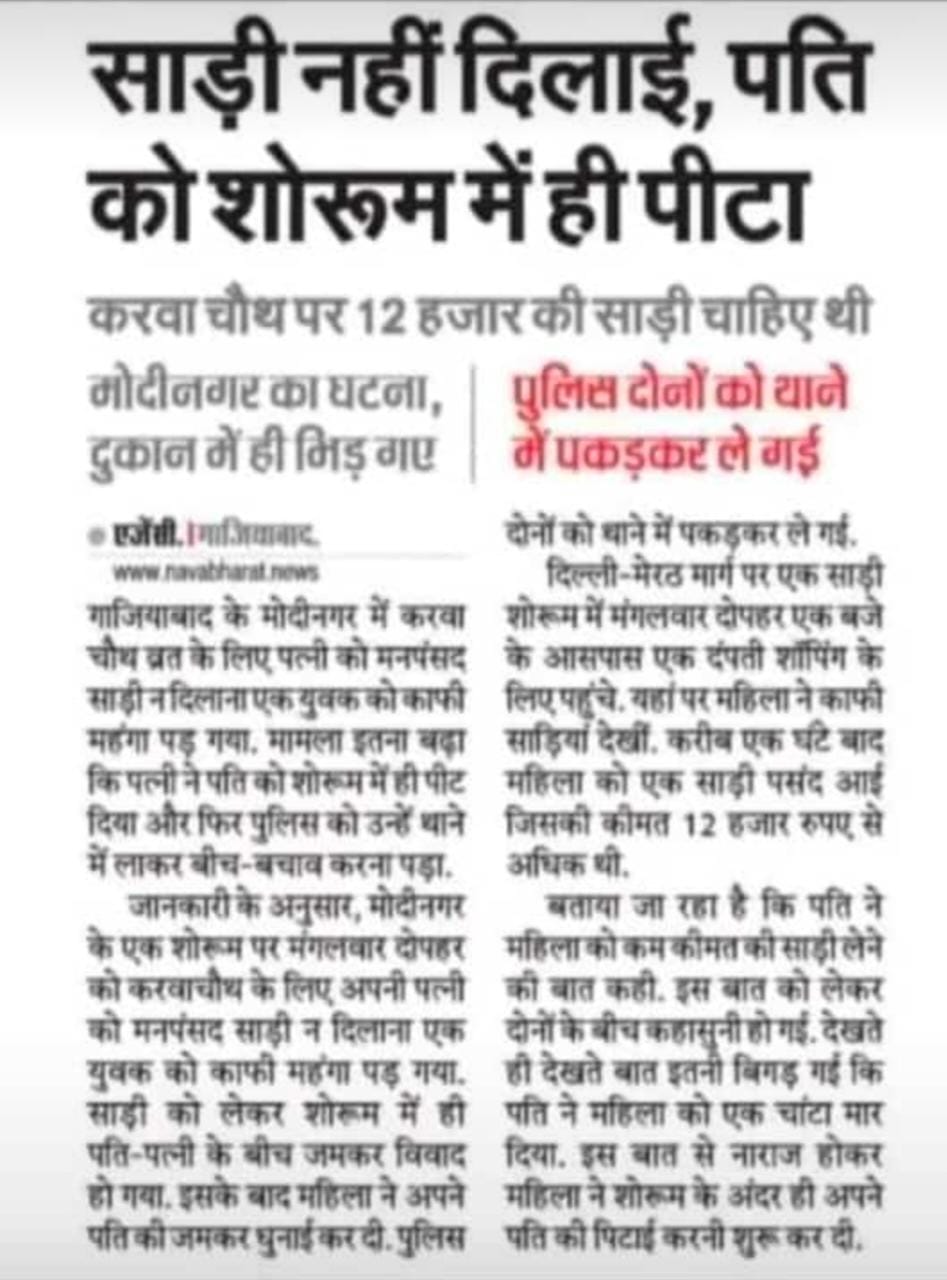 साड़ी नहीं दिलाई, पति
को शोरूम में ही पीटा
करवा चौथ पर 12 हजार की साड़ी चाहिए थी
मोदीनगर का घटना,
दुकान में ही भिड़ गए
पुलिस दोनों को थाने
में पकड़कर ले गई
एजेंसी. | गाजियाबाद.
www.navabharat.news
गाजियाबाद के मोदीनगर में करवा
चौथ व्रत के लिए पत्नी को मनपंसद
साड़ी न दिलाना एक युवक को काफी
महंगा पड़ गया. मामला इतना बढ़ा
कि पत्नी ने पति को शोरूम में ही पीट
दिया और फिर पुलिस को उन्हें थाने
में लाकर बीच-बचाव करना पड़ा.
जानकारी के अनुसार, मोदीनगर
के एक शोरूम पर मंगलवार दोपहर
को करवाचौथ के लिए अपनी पत्नी
को मनपंसद साड़ी न दिलाना एक
युवक को काफी महंगा पड़ गया.
साड़ी को लेकर शोरूम में ही
पति-पत्नी के बीच जमकर विवाद
हो गया. इसके बाद महिला ने अपने
पति की जमकर धुनाई कर दी. पुलिस
दोनों को थाने में पकड़कर ले गई.
दिल्ली-मेरठ मार्ग पर एक साड़ी
शोरूम में मंगलवार दोपहर एक बजे
के आसपास एक दंपती शॉपिंग के
लिए पहुंचे. यहां पर महिला ने काफी
साड़ियां देखीं. करीब एक घंटे बाद
महिला को एक साड़ी पसंद आई
जिसकी कीमत 12 हजार रुपए से
अधिक थी.
बताया जा रहा है कि पति ने
महिला को कम कीमत की साड़ी लेने
की बात कही. इस बात को लेकर
दोनों के बीच कहासुनी हो गई. देखते
ही देखते बात इतनी बिगड़ गई कि
पति ने महिला को एक चांटा मार
दिया. इस बात से नाराज होकर
महिला ने शोरूम के अंदर ही अपने
पति की पिटाई करनी शुरू कर दी.